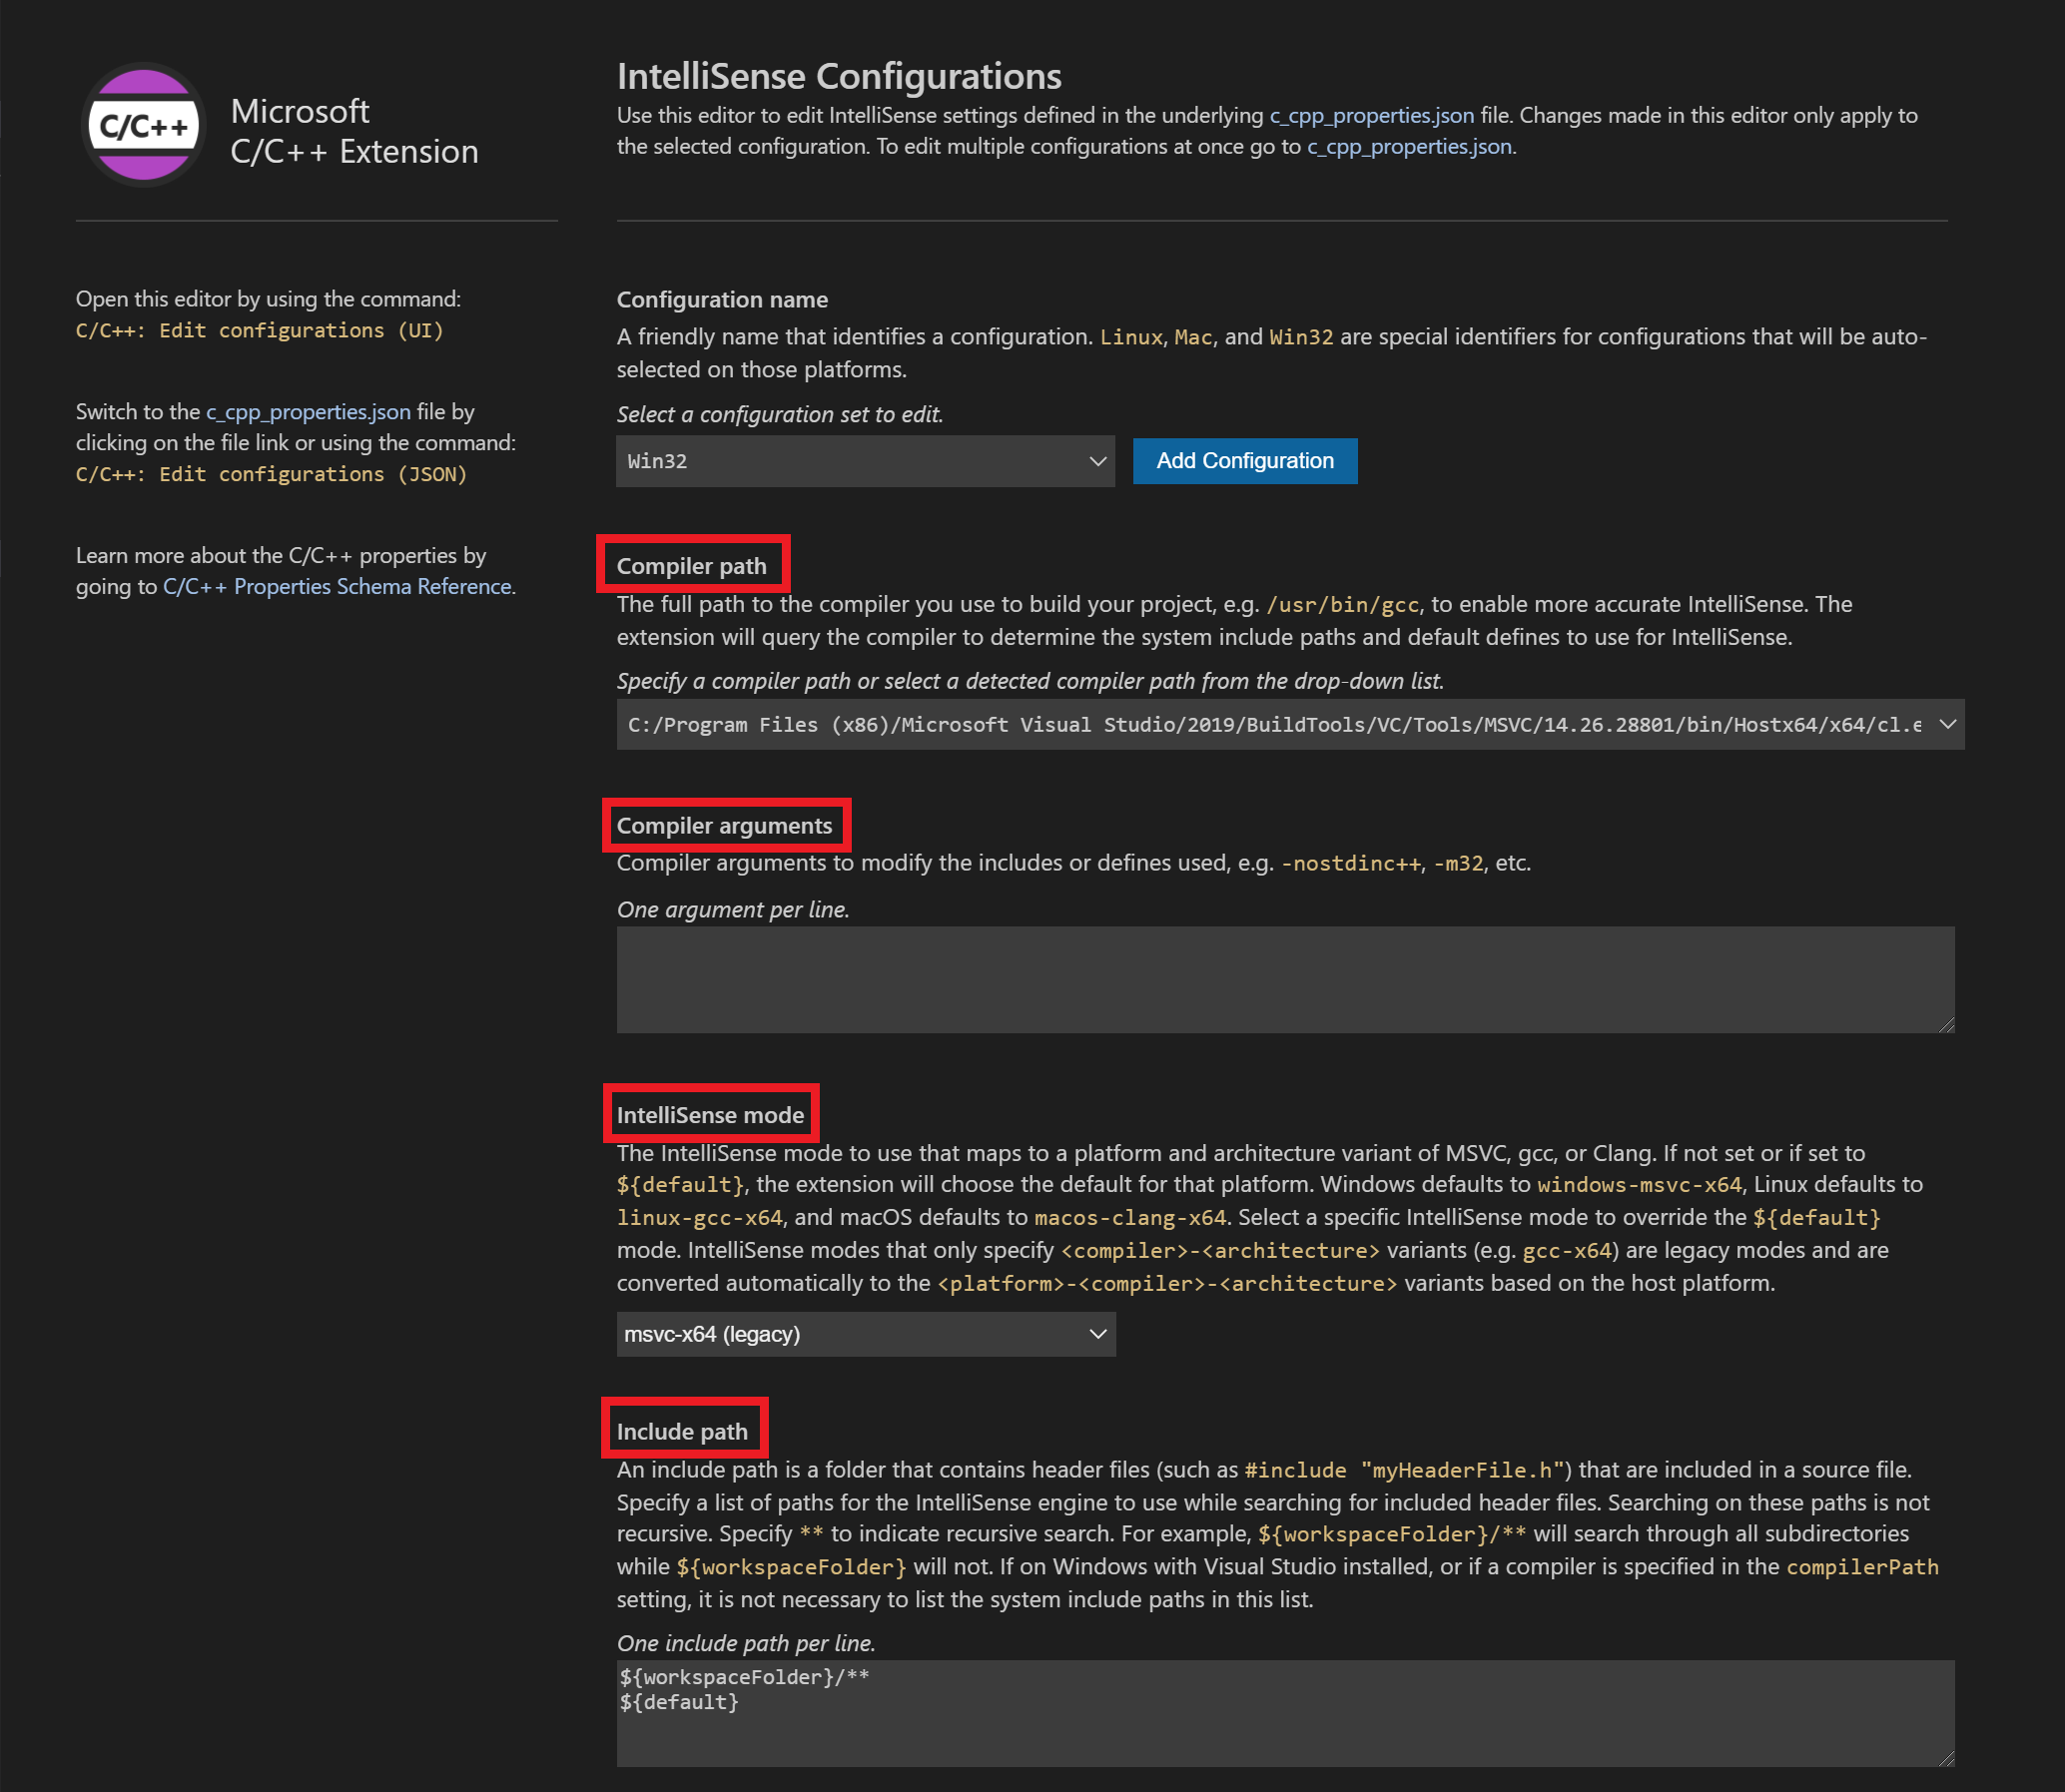 C/C++
Microsoft
C/C++ Extension
Open this editor by using the command:
C/C++: Edit configurations (UI)
Switch to the c_cpp_properties.json file by
clicking on the file link or using the command:
C/C++: Edit configurations (JSON)
Learn more about the C/C++ properties by
going to C/C++ Properties Schema Reference.
IntelliSense Configurations
Use this editor to edit IntelliSense settings defined in the underlying c_cpp_properties.json file. Changes made in this editor only apply to
the selected configuration. To edit multiple configurations at once go to c_cpp_properties.json.
Configuration name
A friendly name that identifies a configuration. Linux, Mac, and Win32 are special identifiers for configurations that will be auto-
selected on those platforms.
Select a configuration set to edit.
Win32
Add Configuration
Compiler path
The full path to the compiler you use to build your project, e.g. /usr/bin/gcc, to enable more accurate IntelliSense. The
extension will query the compiler to determine the system include paths and default defines to use for IntelliSense.
Specify a compiler path or select a detected compiler path from the drop-down list.
C:/Program Files (x86)/Microsoft Visual Studio/2019/BuildTools/VC/Tools/MSVC/14.26.28801/bin/Hostx64/x64/cl.e
Compiler arguments
Compiler arguments to modify the includes or defines used, e.g. -nostdinc++, -m32, etc.
One argument per line.
IntelliSense mode
The IntelliSense mode to use that maps to a platform and architecture variant of MSVC, gcc, or Clang. If not set or if set to
${default}, the extension will choose the default for that platform. Windows defaults to windows-msvc-x64, Linux defaults to
linux-gcc-x64, and macOS defaults to macos-clang-x64. Select a specific IntelliSense mode to override the ${default}
mode. IntelliSense modes that only specify <compiler>-<architecture> variants (e.g. gcc-x64) are legacy modes and are
converted automatically to the <platform>-<compiler>-<architecture> variants based on the host platform.
msvc-x64 (legacy)
Include path
An include path is a folder that contains header files (such as #include "myHeaderFile.h") that are included in a source file.
Specify a list of paths for the IntelliSense engine to use while searching for included header files. Searching on these paths is not
recursive. Specify ** to indicate recursive search. For example, ${workspaceFolder}/** will search through all subdirectories
while ${workspaceFolder} will not. If on Windows with Visual Studio installed, or if a compiler is specified in the compilerPath
setting, it is not necessary to list the system include paths in this list.
One include path per line.
${workspaceFolder}/**
${default}